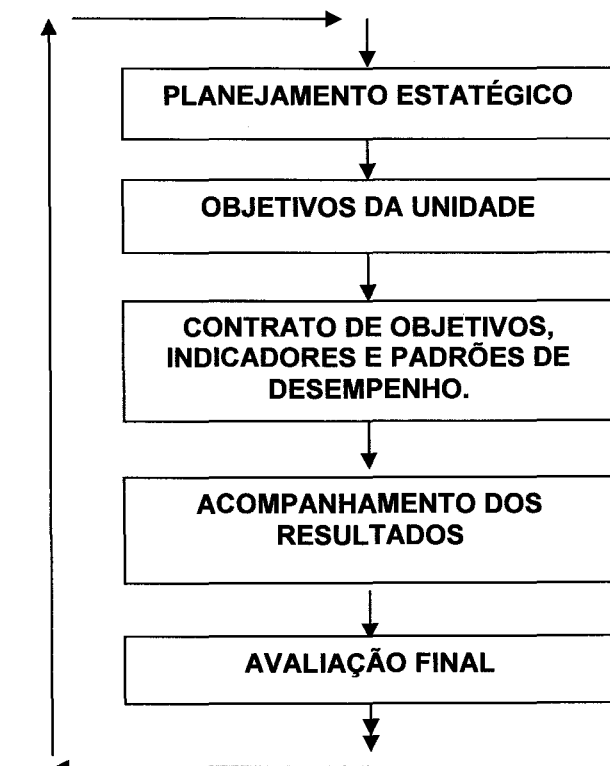 PLANEJAMENTO ESTATÉGICO
OBJETIVOS DA UNIDADE
CONTRATO DE OBJETIVOS,
INDICADORES E PADRÕES DE
DESEMPENHO.
ACOMPANHAMENTO DOS
RESULTADOS
AVALIAÇÃO FINAL